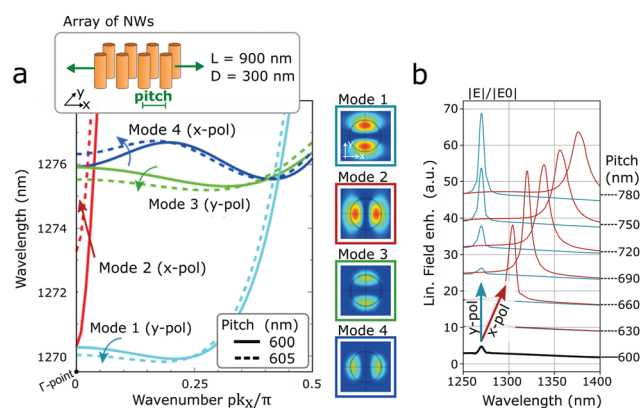 Array of NWs
L = 900 nm
D = 300 nm
pitch
y
x
a
Mode 4 (x-pol)
Mode 3 (y-pol)
Mode 2 (x-pol)
Mode 1 (y-pol)
Pitch (nm)
600
605
Wavelength (nm)
1276
1274
1272
1270
Γ-point
0
0.25
0.5
Wavenumber pkx/π
Mode 1
y
x
Mode 2
Mode 3
Mode 4
b
|E|/|E0|
Lin. Field enh. (a.u.)
70
60
50
40
30
20
10
0
y-pol
x-pol
Pitch
(nm)
780
750
720
690
660
630
600
1250
1300
1350
1400
Wavelength (nm)